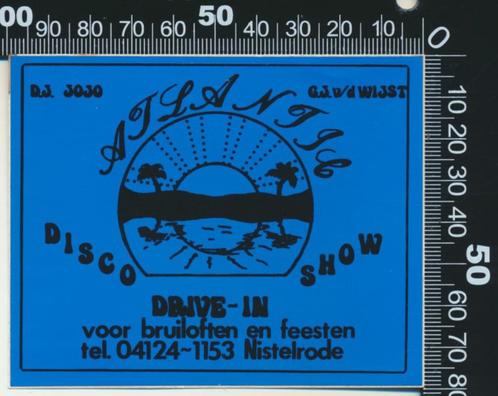 00 90 80 70 60 50 40 30 20 10 0
D.J. JOJO
G.J. v/d WIJST
ATLANTIC
DISCO SHOW
DRIVE-IN
voor bruiloften en feesten
tel. 04124~1153 Nistelrode
10
20
30
40
50
60
70
80